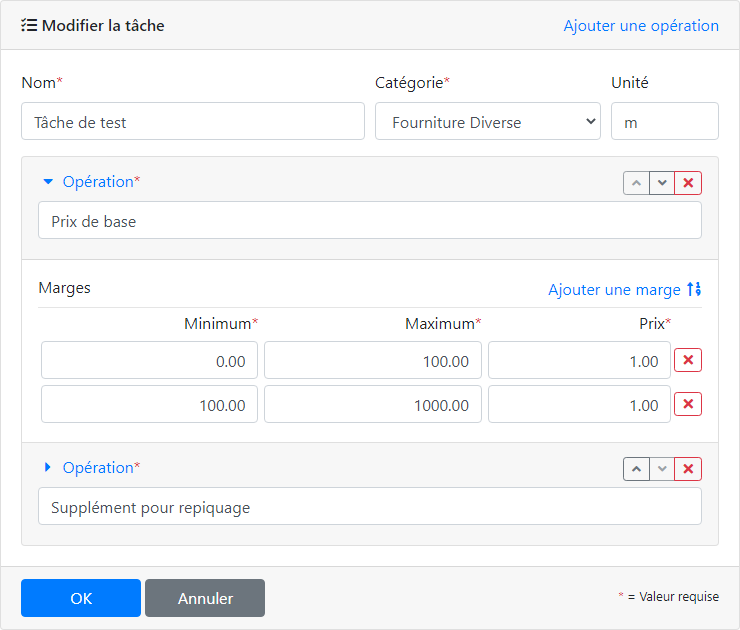 Modifier la tâche Ajouter une opération
Nom* Catégorie* Unité
Tâche de test Fourniture Diverse m
Opération*
Prix de base
Marges Ajouter une marge
Minimum* Maximum* Prix*
0.00 100.00 1.00
100.00 1000.00 1.00
Opération*
Supplément pour repiquage
OK Annuler * = Valeur requise